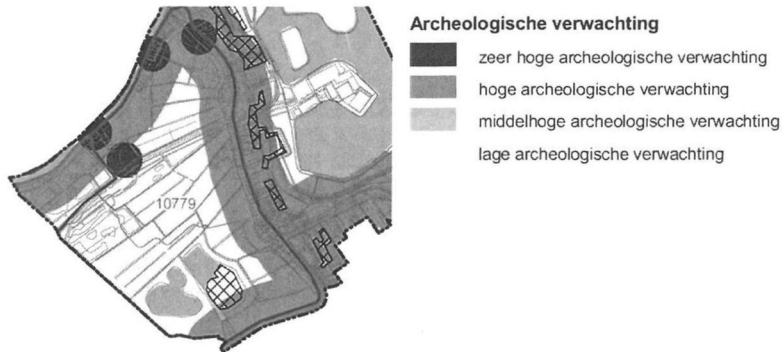 Archeologische verwachting
zeer hoge archeologische verwachting
hoge archeologische verwachting
middelhoge archeologische verwachting
lage archeologische verwachting
10779